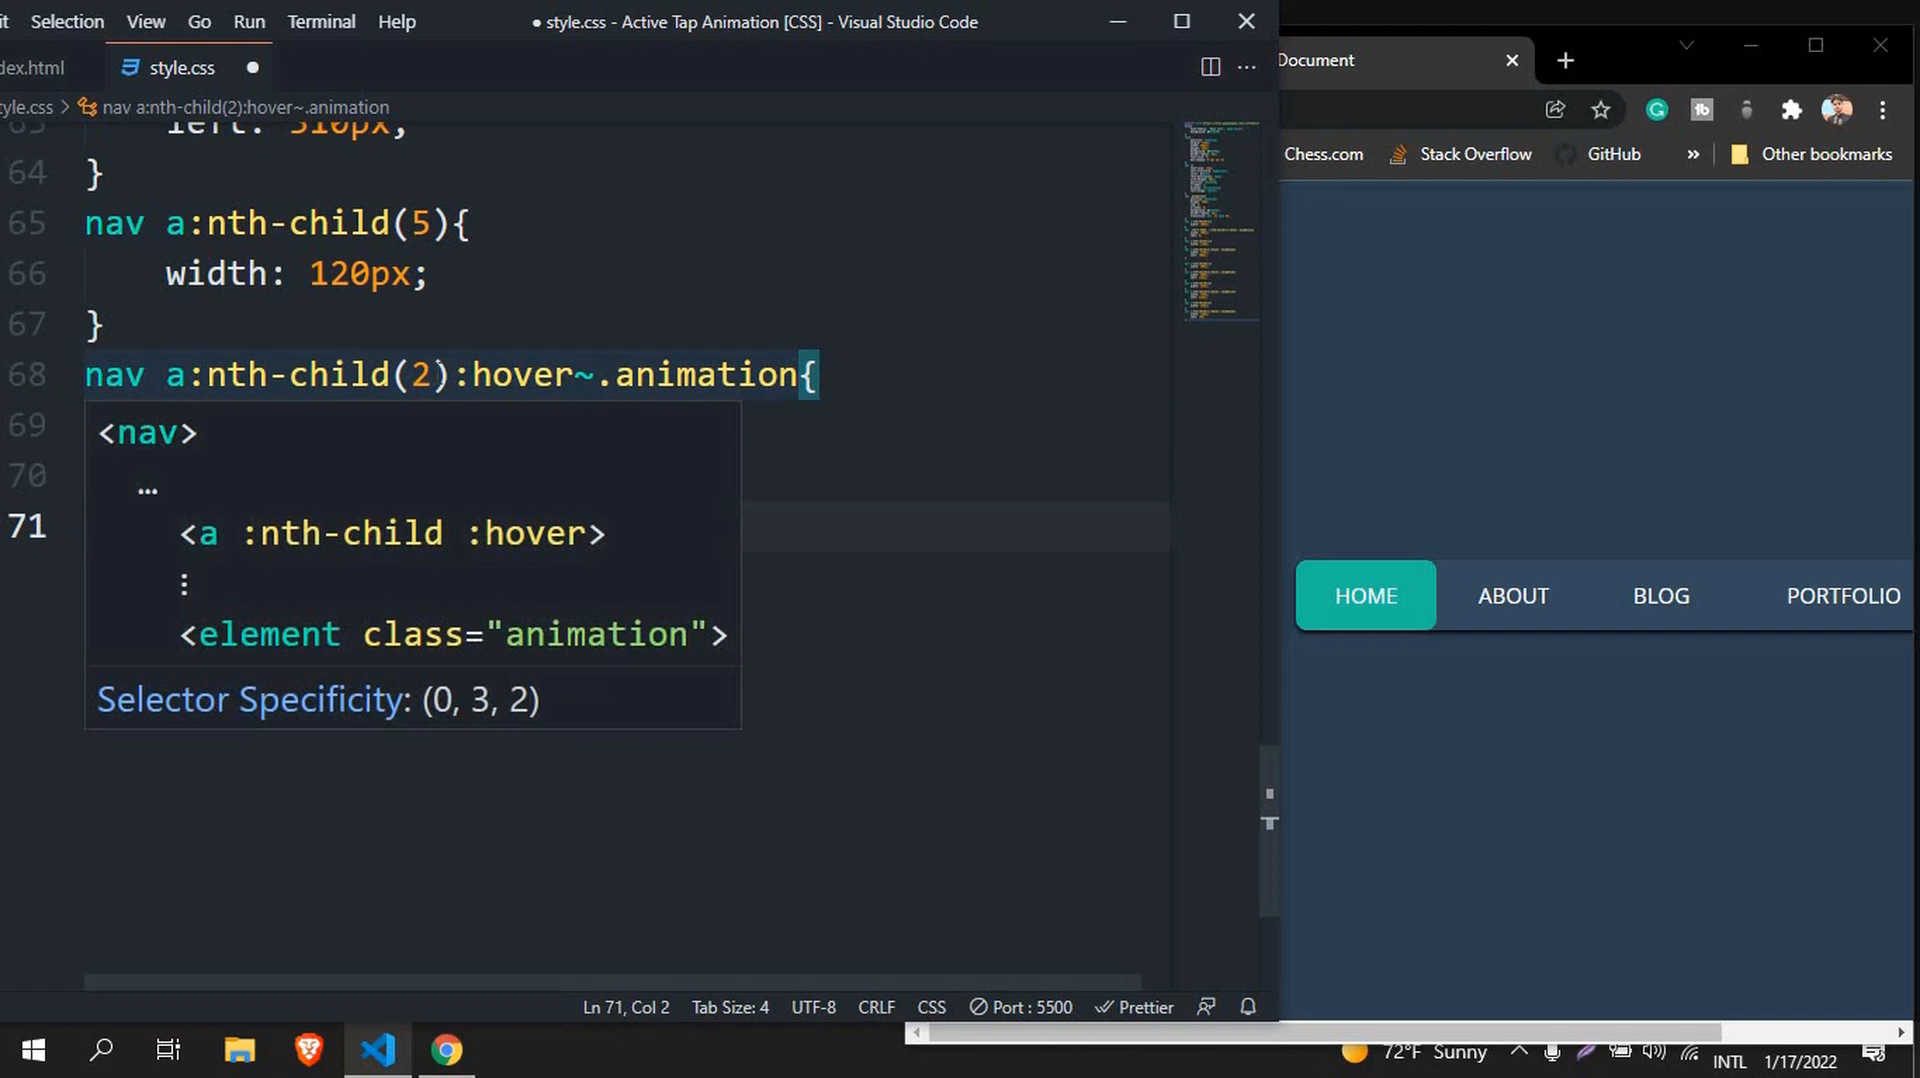 Selection View Go Run Terminal Help ● style.css - Active Tap Animation [CSS] - Visual Studio Code
dex.html style.css ●
tyle.css > nav a:nth-child(2):hover~.animation
63 left: 310px;
64 }
65 nav a:nth-child(5){
66 width: 120px;
67 }
68 nav a:nth-child(2):hover~.animation{
69
70
71
<nav>
…
<a :nth-child :hover>
⋮
<element class="animation">
Selector Specificity: (0, 3, 2)
Ln 71, Col 2 Tab Size: 4 UTF-8 CRLF CSS Port : 5500 Prettier
Document
Chess.com Stack Overflow GitHub » Other bookmarks
HOME ABOUT BLOG PORTFOLIO
72°F Sunny INTL 1/17/2022